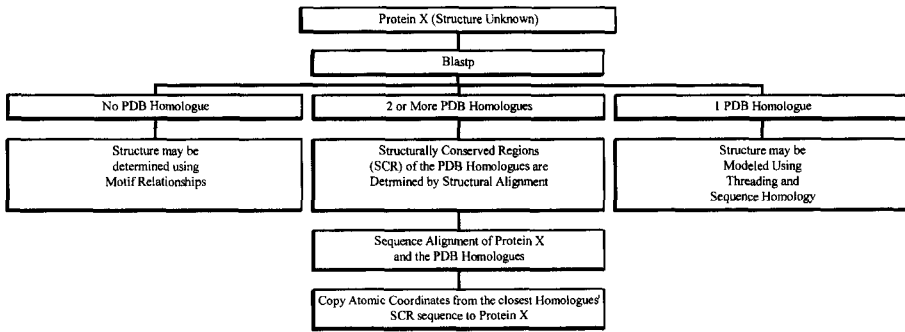 Protein X (Structure Unknown)
Blastp
No PDB Homologue
2 or More PDB Homologues
1 PDB Homologue
Structure may be
determined using
Motif Relationships
Structurally Conserved Regions
(SCR) of the PDB Homologues are
Detrmined by Structural Alignment
Structure may be
Modeled Using
Threading and
Sequence Homology
Sequence Alignment of Protein X
and the PDB Homologues
Copy Atomic Coordinates from the closest Homologues'
SCR sequence to Protein X